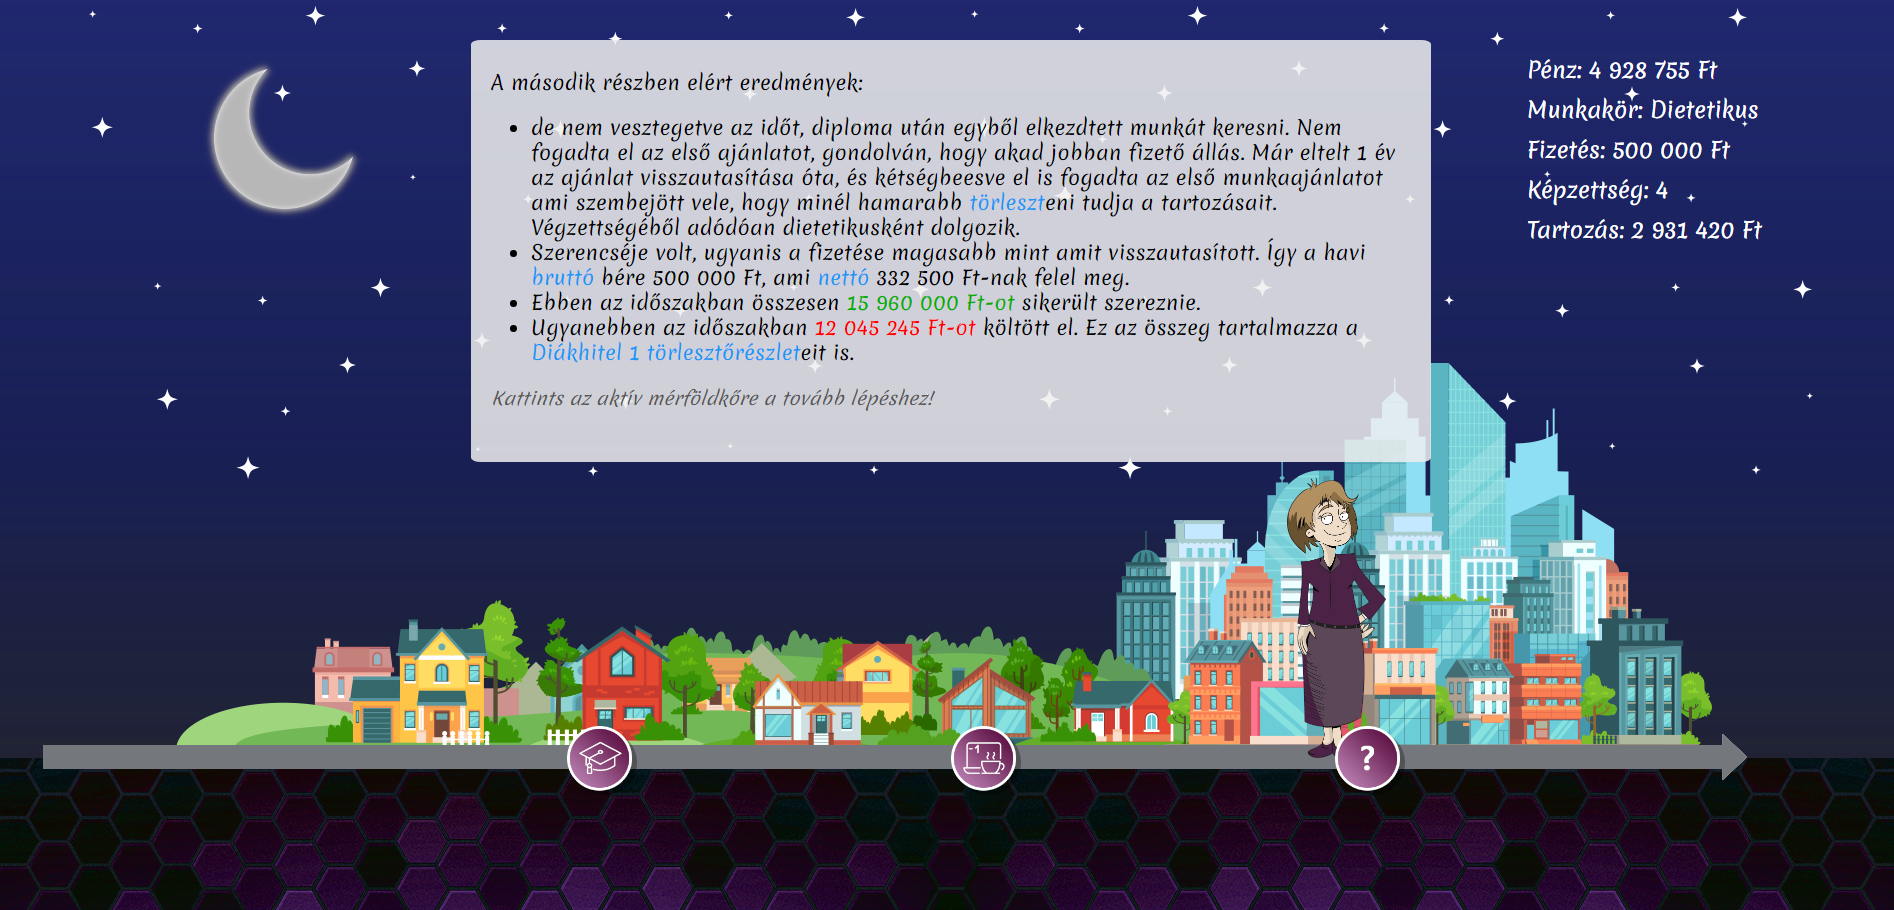 A második részben elért eredmények:
de nem vesztegetve az időt, diploma után egyből elkezdtett munkát keresni. Nem
fogadta el az első ajánlatot, gondolván, hogy akad jobban fizető állás. Már eltelt 1 év
az ajánlat visszautasítása óta, és kétségbeesve el is fogadta az első munkaajánlatot
ami szembejött vele, hogy minél hamarabb törleszteni tudja a tartozásait.
Végzettségéből adódóan dietetikusként dolgozik.
Szerencséje volt, ugyanis a fizetése magasabb mint amit visszautasított. Így a havi
bruttó bére 500 000 Ft, ami nettó 332 500 Ft-nak felel meg.
Ebben az időszakban összesen 15 960 000 Ft-ot sikerült szereznie.
Ugyanebben az időszakban 12 045 245 Ft-ot költött el. Ez az összeg tartalmazza a
Diákhitel 1 törlesztőrészleteit is.
Kattints az aktív mérföldkőre a tovább lépéshez!
Pénz: 4 928 755 Ft
Munkakör: Dietetikus
Fizetés: 500 000 Ft
Képzettség: 4
Tartozás: 2 931 420 Ft
-1
?